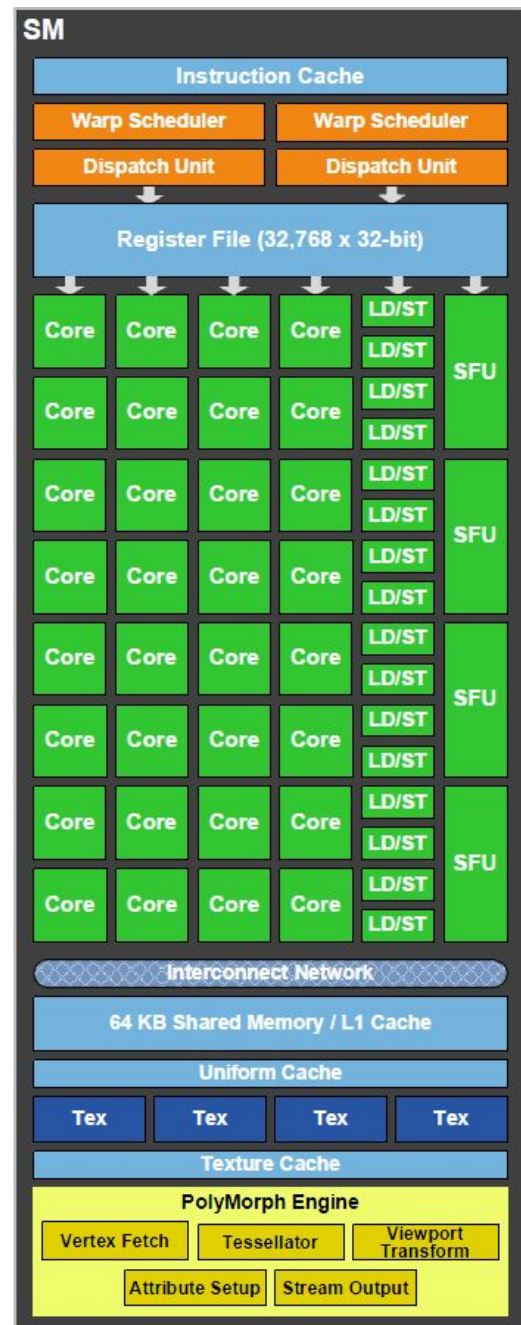 SM
Instruction Cache
Warp Scheduler Warp Scheduler
Dispatch Unit Dispatch Unit
Register File (32,768 x 32-bit)
Core Core Core Core LD/ST SFU
LD/ST
Core Core Core Core LD/ST
LD/ST
Core Core Core Core LD/ST SFU
LD/ST
Core Core Core Core LD/ST
LD/ST
Core Core Core Core LD/ST SFU
LD/ST
Core Core Core Core LD/ST
LD/ST
Core Core Core Core LD/ST SFU
LD/ST
Core Core Core Core LD/ST
LD/ST
Interconnect Network
64 KB Shared Memory / L1 Cache
Uniform Cache
Tex Tex Tex Tex
Texture Cache
PolyMorph Engine
Vertex Fetch Tessellator Viewport
Transform
Attribute Setup Stream Output